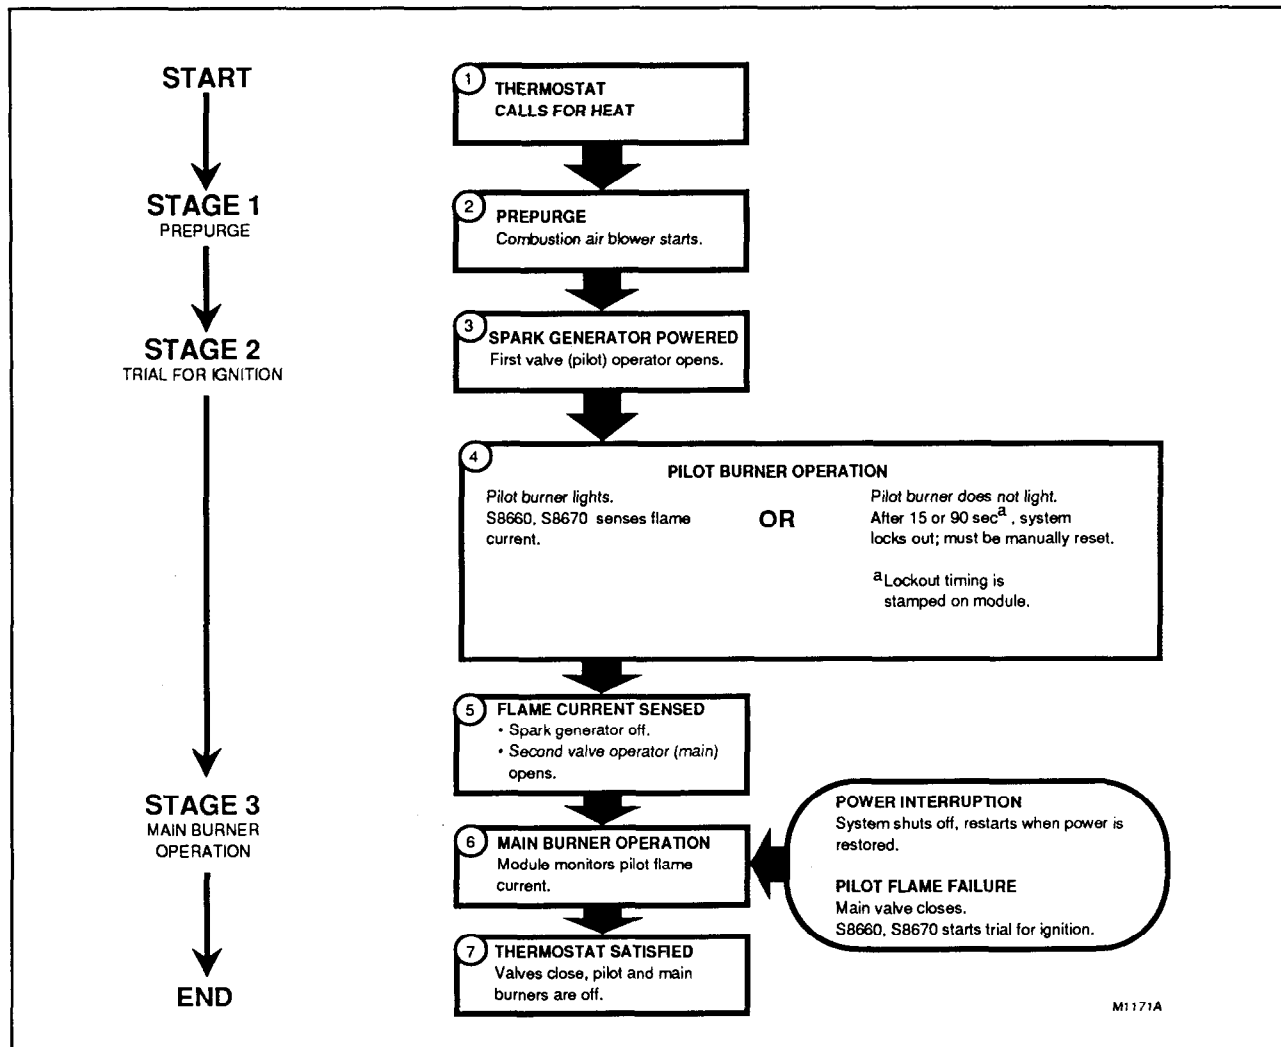 START
STAGE 1
PREPURGE
STAGE 2
TRIAL FOR IGNITION
STAGE 3
MAIN BURNER
OPERATION
END
1
THERMOSTAT
CALLS FOR HEAT
2
PREPURGE
Combustion air blower starts.
3
SPARK GENERATOR POWERED
First valve (pilot) operator opens.
4
PILOT BURNER OPERATION
Pilot burner lights.
S8660, S8670 senses flame
current.
OR
Pilot burner does not light.
After 15 or 90 secᵃ, system
locks out; must be manually reset.
ᵃLockout timing is
stamped on module.
5
FLAME CURRENT SENSED
• Spark generator off.
• Second valve operator (main)
opens.
6
MAIN BURNER OPERATION
Module monitors pilot flame
current.
POWER INTERRUPTION
System shuts off, restarts when power is
restored.
PILOT FLAME FAILURE
Main valve closes.
S8660, S8670 starts trial for ignition.
7
THERMOSTAT SATISFIED
Valves close, pilot and main
burners are off.
M1171A